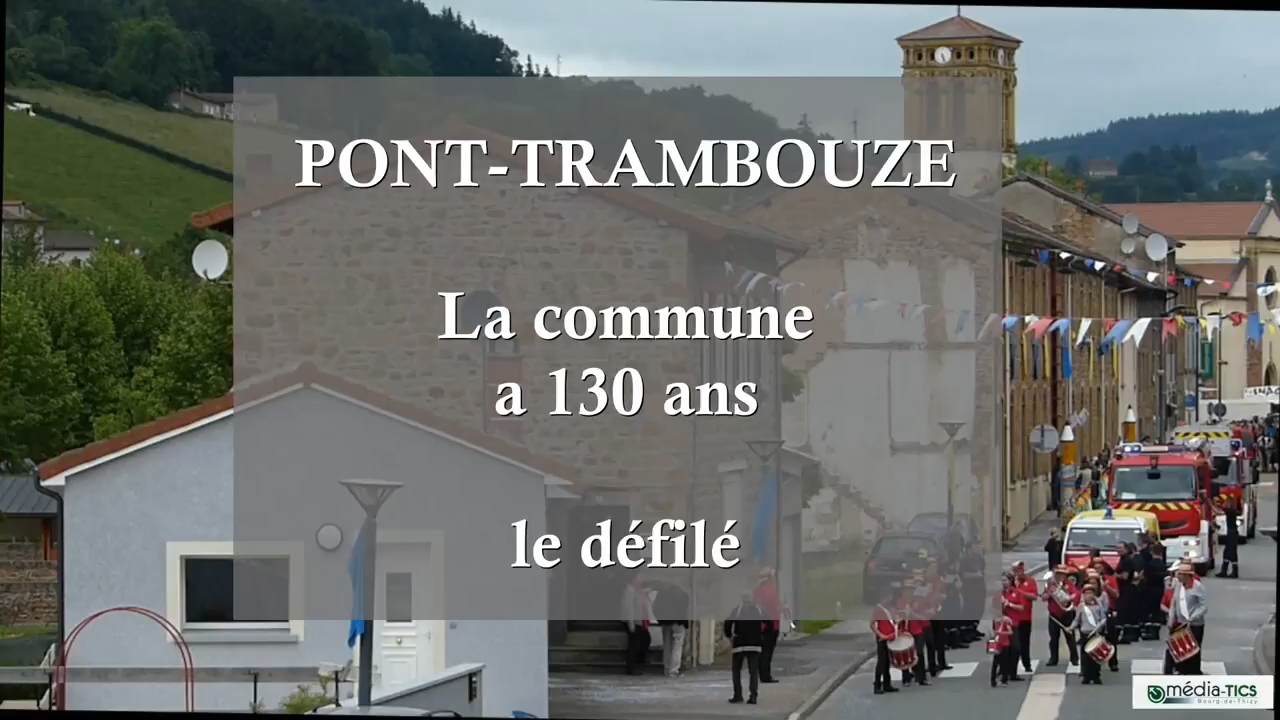 PONT-TRAMBOUZE
La commune
a 130 ans
le défilé
média-TICS
Bourg-de-Thizy